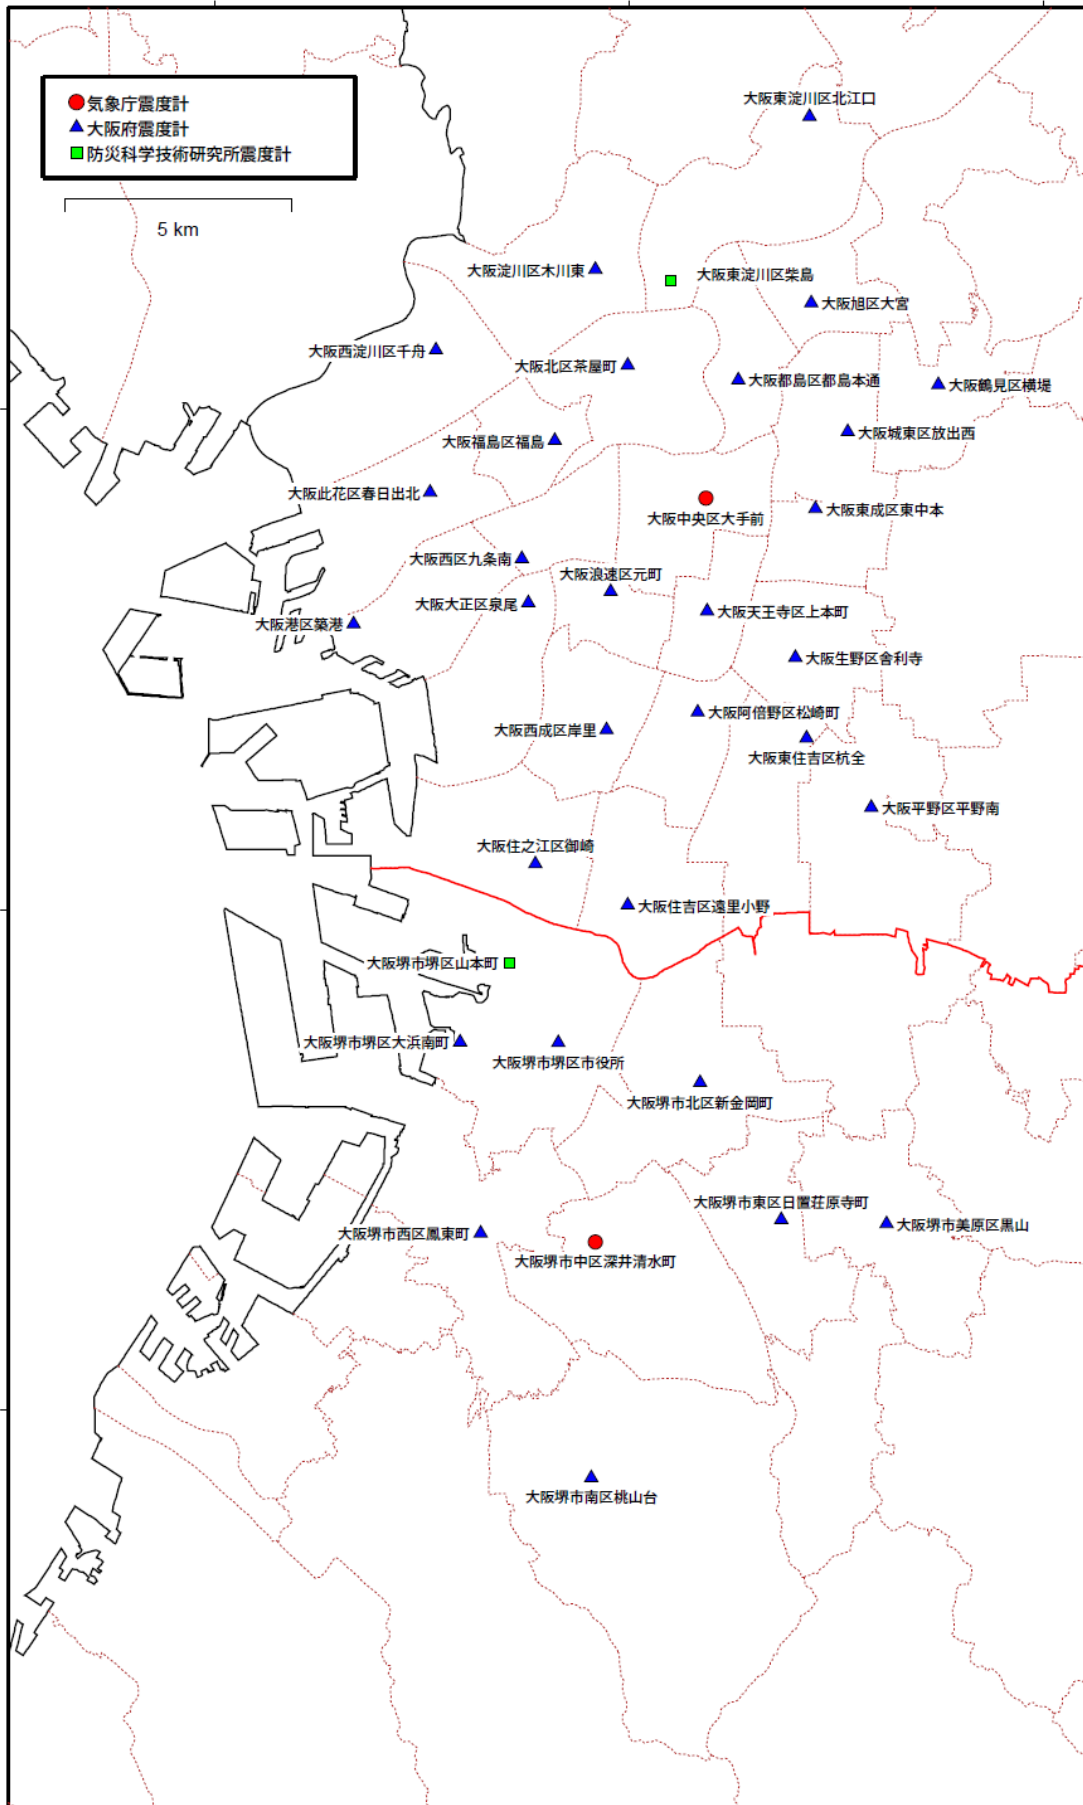 気象庁震度計
大阪府震度計
防災科学技術研究所震度計
5 km
大阪東淀川区北江口
大阪淀川区木川東
大阪東淀川区柴島
大阪旭区大宮
大阪西淀川区千舟
大阪北区茶屋町
大阪都島区都島本通
大阪鶴見区横堤
大阪福島区福島
大阪城東区放出西
大阪此花区春日出北
大阪中央区大手前
大阪東成区東中本
大阪西区九条南
大阪浪速区元町
大阪大正区泉尾
大阪天王寺区上本町
大阪港区築港
大阪生野区舎利寺
大阪阿倍野区松崎町
大阪西成区岸里
大阪東住吉区杭全
大阪平野区平野南
大阪住之江区御崎
大阪住吉区遠里小野
大阪堺市堺区山本町
大阪堺市堺区大浜南町
大阪堺市堺区市役所
大阪堺市北区新金岡町
大阪堺市東区日置荘原寺町
大阪堺市美原区黒山
大阪堺市西区鳳東町
大阪堺市中区深井清水町
大阪堺市南区桃山台